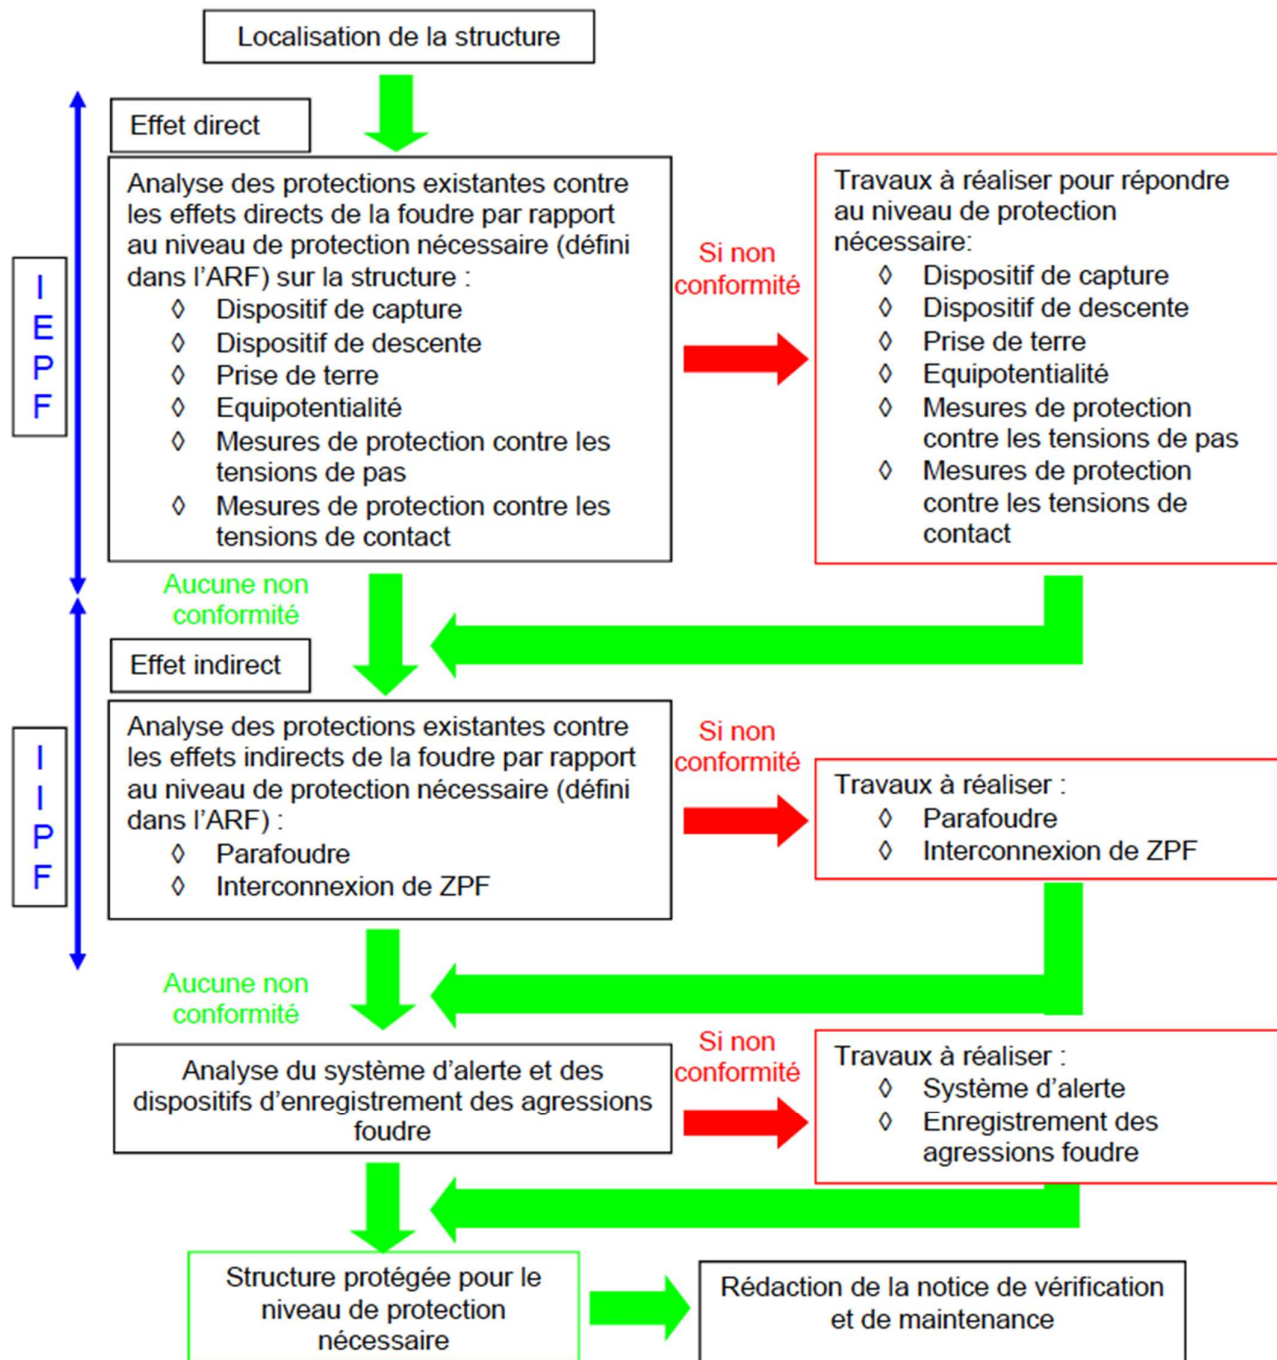 Localisation de la structure
Effet direct
I
E
P
F
Analyse des protections existantes contre
les effets directs de la foudre par rapport
au niveau de protection nécessaire (défini
dans l'ARF) sur la structure :
◊ Dispositif de capture
◊ Dispositif de descente
◊ Prise de terre
◊ Equipotentialité
◊ Mesures de protection contre les
tensions de pas
◊ Mesures de protection contre les
tensions de contact
Si non
conformité
Travaux à réaliser pour répondre
au niveau de protection
nécessaire:
◊ Dispositif de capture
◊ Dispositif de descente
◊ Prise de terre
◊ Equipotentialité
◊ Mesures de protection
contre les tensions de pas
◊ Mesures de protection
contre les tensions de
contact
Aucune non
conformité
Effet indirect
I
I
P
F
Analyse des protections existantes contre
les effets indirects de la foudre par rapport
au niveau de protection nécessaire (défini
dans l'ARF) :
◊ Parafoudre
◊ Interconnexion de ZPF
Si non
conformité
Travaux à réaliser :
◊ Parafoudre
◊ Interconnexion de ZPF
Aucune non
conformité
Analyse du système d'alerte et des
dispositifs d'enregistrement des agressions
foudre
Si non
conformité
Travaux à réaliser :
◊ Système d'alerte
◊ Enregistrement des
agressions foudre
Structure protégée pour le
niveau de protection
nécessaire
Rédaction de la notice de vérification
et de maintenance